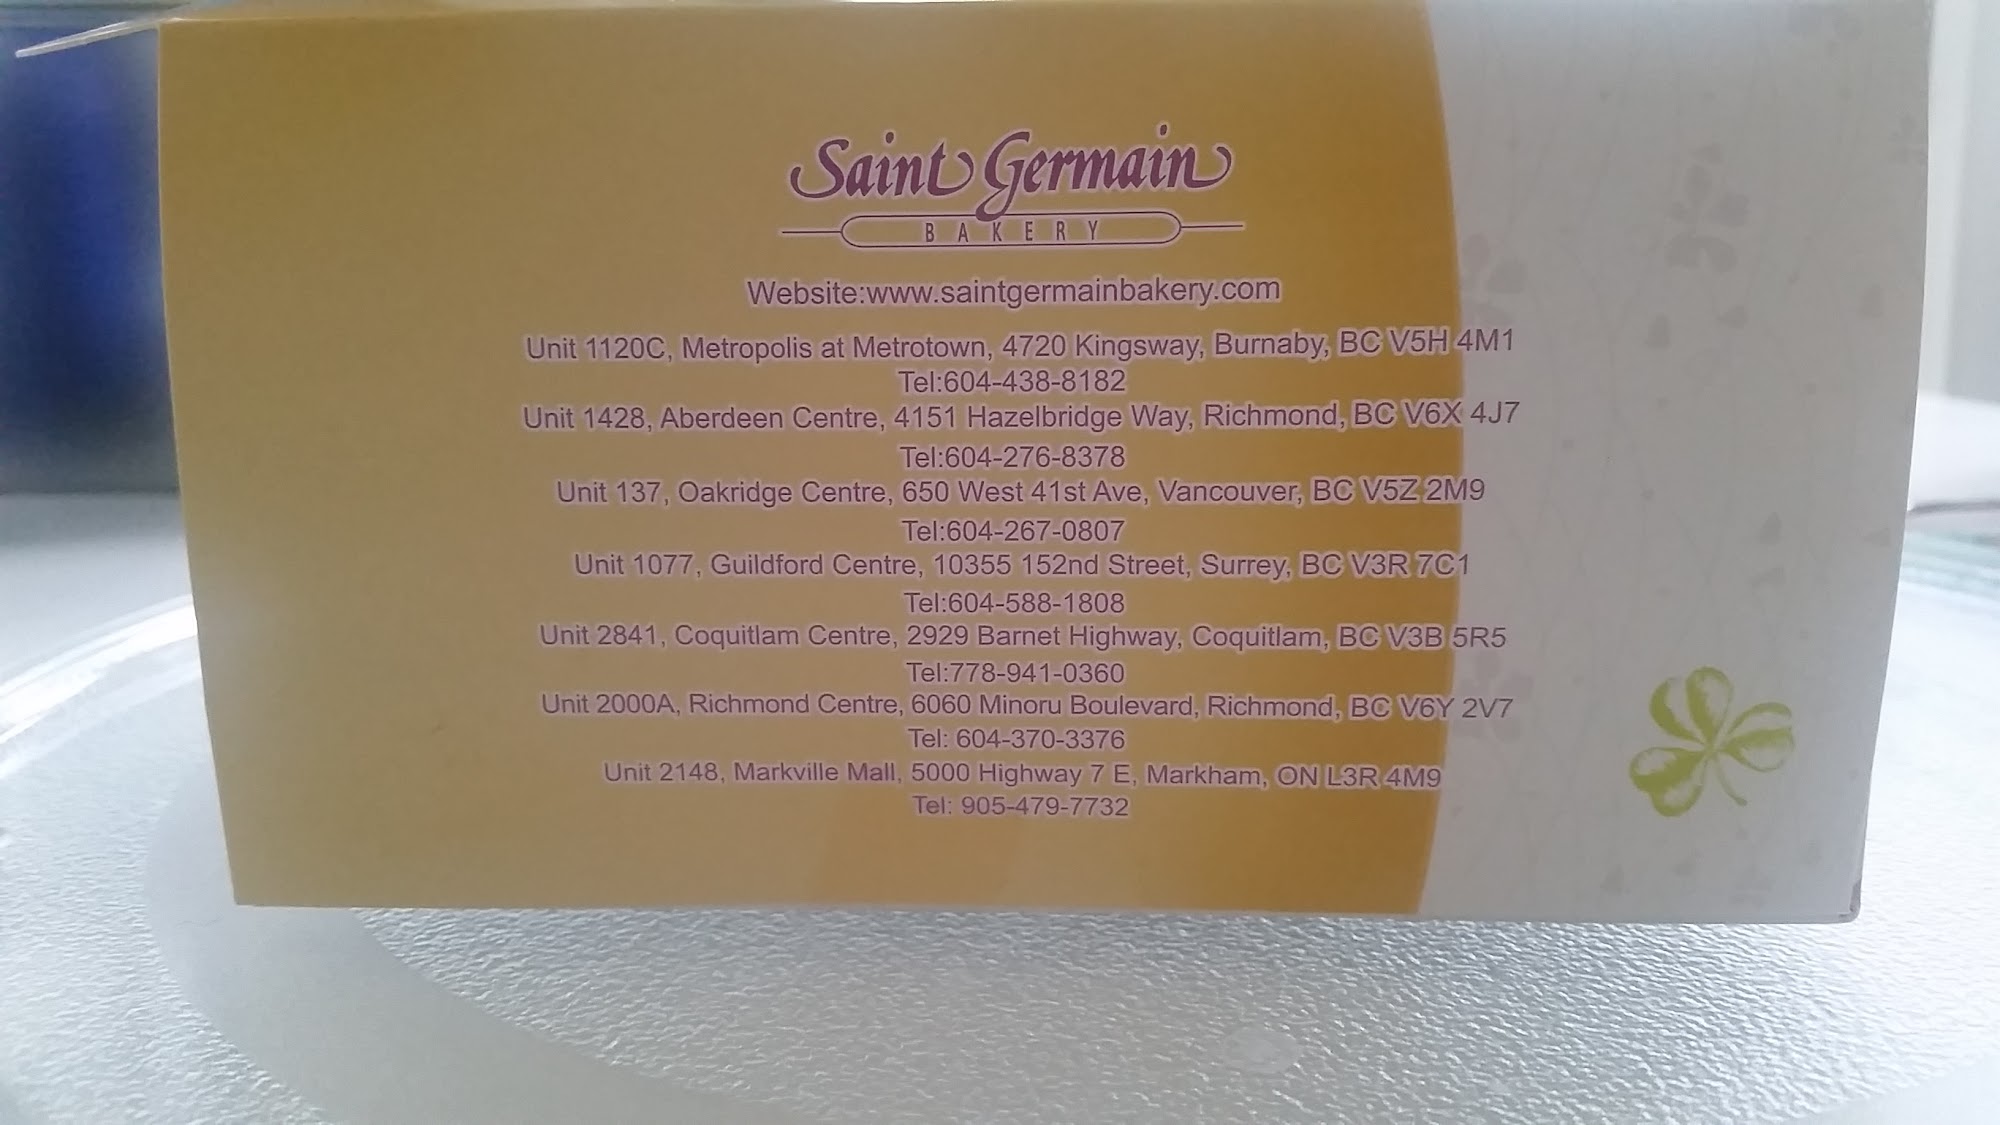 Saint Germain
BAKERY
Website:www.saintgermainbakery.com
Unit 1120C, Metropolis at Metrotown, 4720 Kingsway, Burnaby, BC V5H 4M1
Tel:604-438-8182
Unit 1428, Aberdeen Centre, 4151 Hazelbridge Way, Richmond, BC V6X 4J7
Tel:604-276-8378
Unit 137, Oakridge Centre, 650 West 41st Ave, Vancouver, BC V5Z 2M9
Tel:604-267-0807
Unit 1077, Guildford Centre, 10355 152nd Street, Surrey, BC V3R 7C1
Tel:604-588-1808
Unit 2841, Coquitlam Centre, 2929 Barnet Highway, Coquitlam, BC V3B 5R5
Tel:778-941-0360
Unit 2000A, Richmond Centre, 6060 Minoru Boulevard, Richmond, BC V6Y 2V7
Tel: 604-370-3376
Unit 2148, Markville Mall, 5000 Highway 7 E, Markham, ON L3R 4M9
Tel: 905-479-7732